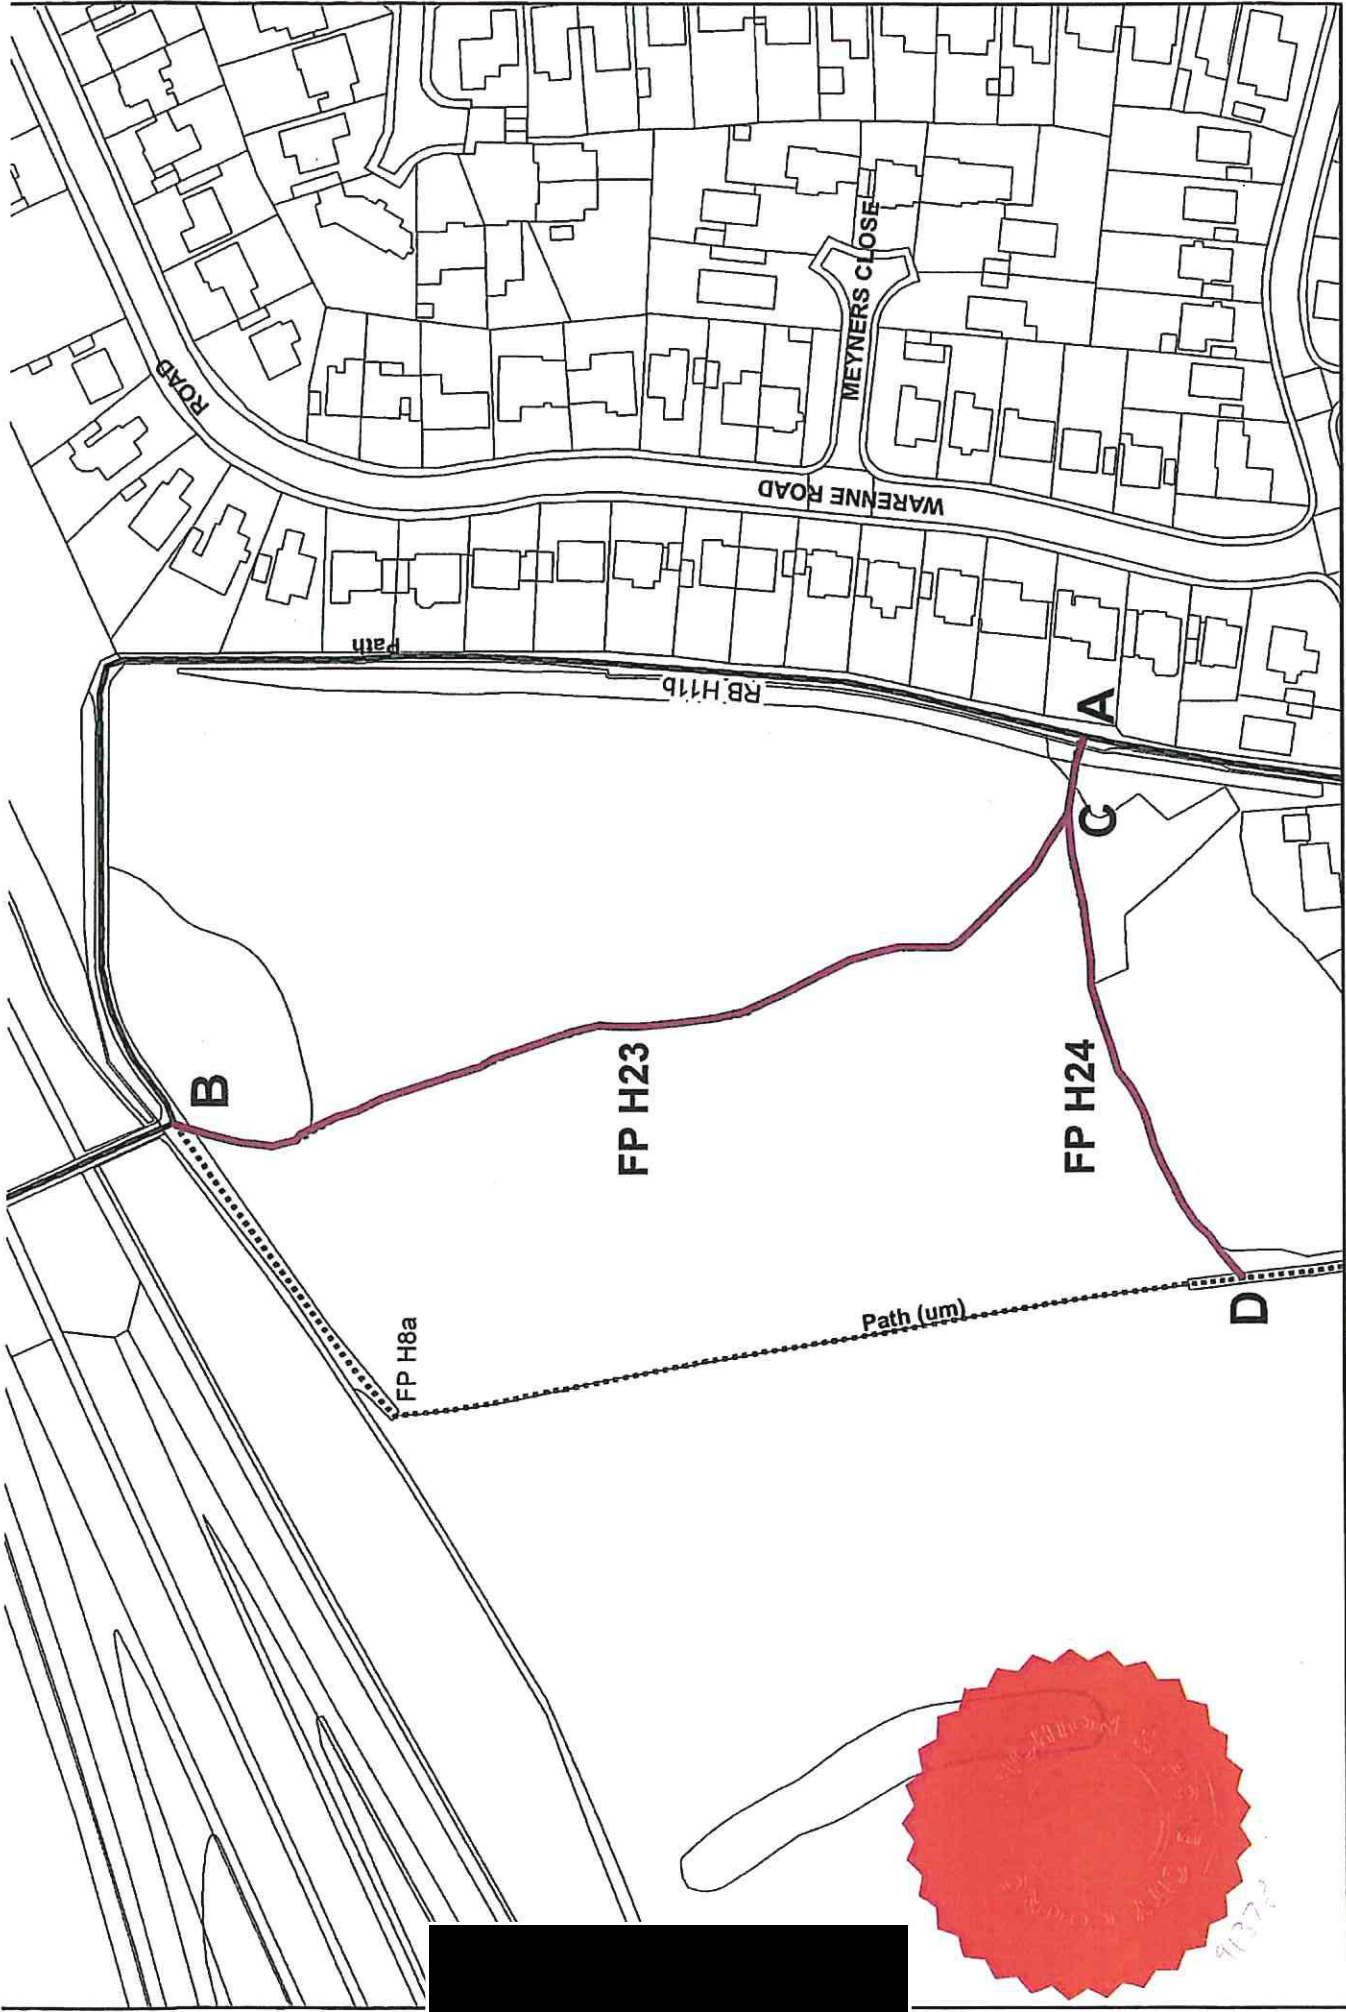 ROAD
MEYNERS CLOSE
WARENNE ROAD
Path
RB H11b
A
C
B
FP H23
FP H24
D
Path (um)
FP H8a